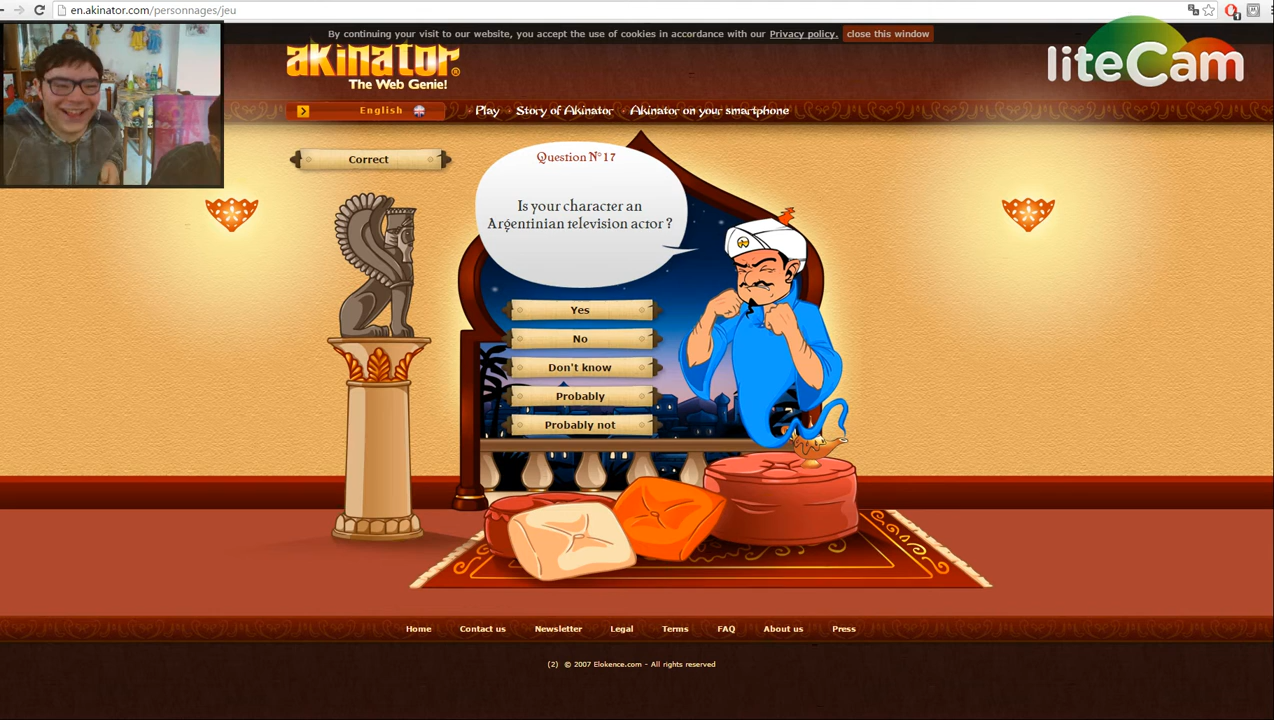 en.akinator.com/personnages/jeu
By continuing your visit to our website, you accept the use of cookies in accordance with our Privacy policy. close this window
akinator®
The Web Genie!
liteCam
English
Play
Story of Akinator
Akinator on your smartphone
Correct
Question N°17
Is your character an
Argentinian television actor ?
Yes
No
Don't know
Probably
Probably not
Home Contact us Newsletter Legal Terms FAQ About us Press
(2) © 2007 Elokence.com - All rights reserved